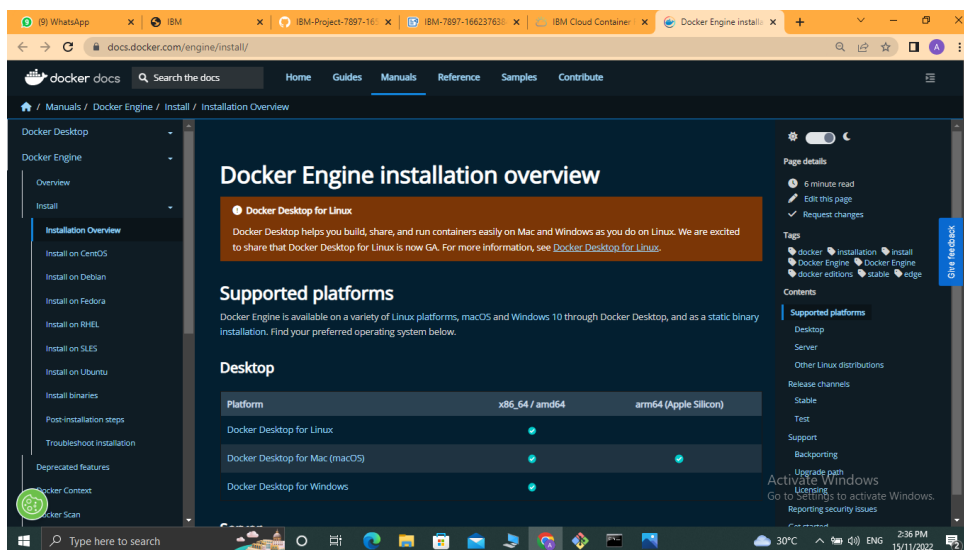 (9) WhatsApp
IBM
IBM-Project-7897-165
IBM-7897-16623763
IBM Cloud Container
Docker Engine installa
docs.docker.com/engine/install/
A
docker docs
Search the docs
Home Guides Manuals Reference Samples Contribute
/ Manuals / Docker Engine / Install / Installation Overview
Docker Desktop
Docker Engine
Overview
Install
Installation Overview
Install on CentOS
Install on Debian
Install on Fedora
Install on RHEL
Install on SLES
Install on Ubuntu
Install binaries
Post-installation steps
Troubleshoot installation
Deprecated features
Docker Context
Docker Scan
Docker Engine installation overview
Docker Desktop for Linux
Docker Desktop helps you build, share, and run containers easily on Mac and Windows as you do on Linux. We are excited
to share that Docker Desktop for Linux is now GA. For more information, see Docker Desktop for Linux.
Supported platforms
Docker Engine is available on a variety of Linux platforms, macOS and Windows 10 through Docker Desktop, and as a static binary
installation. Find your preferred operating system below.
Desktop
Platform x86_64 / amd64 arm64 (Apple Silicon)
Docker Desktop for Linux
Docker Desktop for Mac (macOS)
Docker Desktop for Windows
Server
Page details
6 minute read
Edit this page
Request changes
Tags
docker installation install
Docker Engine Docker Engine
docker editions stable edge
Contents
Supported platforms
Desktop
Server
Other Linux distributions
Release channels
Stable
Test
Support
Backporting
Upgrade path
Licensing
Reporting security issues
Get started
Give feedback
Activate Windows
Go to Settings to activate Windows.
Type here to search
30°C
ENG
2:36 PM
15/11/2022
2